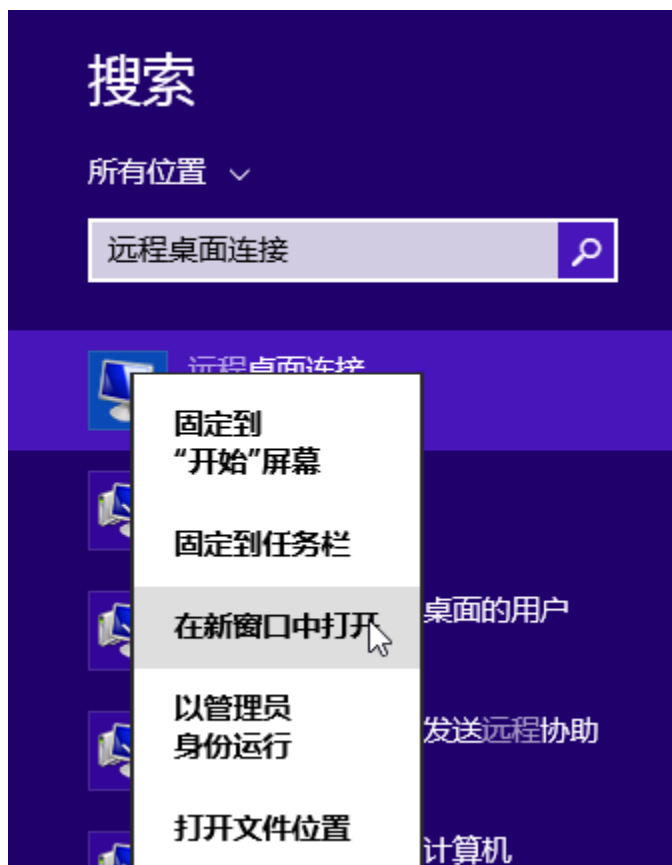 搜索
所有位置
远程桌面连接
远程桌面连接
固定到
“开始”屏幕
固定到任务栏
在新窗口中打开
桌面的用户
以管理员
身份运行
发送远程协助
打开文件位置
计算机